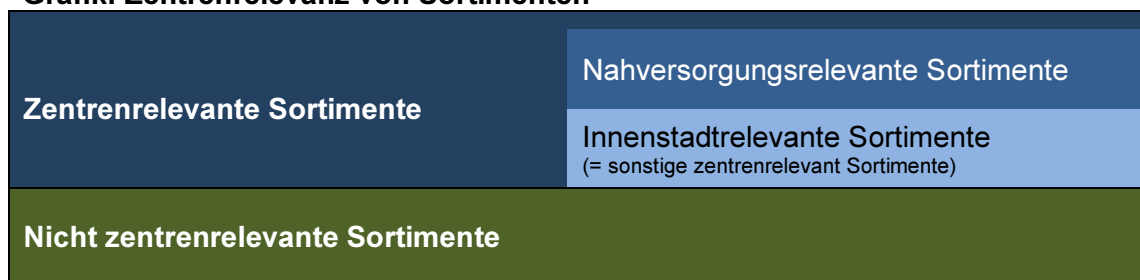 Grafik: Zentrenrelevanz von Sortimenten
Zentrenrelevante Sortimente
Nahversorgungsrelevante Sortimente
Innenstadtrelevante Sortimente
(= sonstige zentrenrelevant Sortimente)
Nicht zentrenrelevante Sortimente